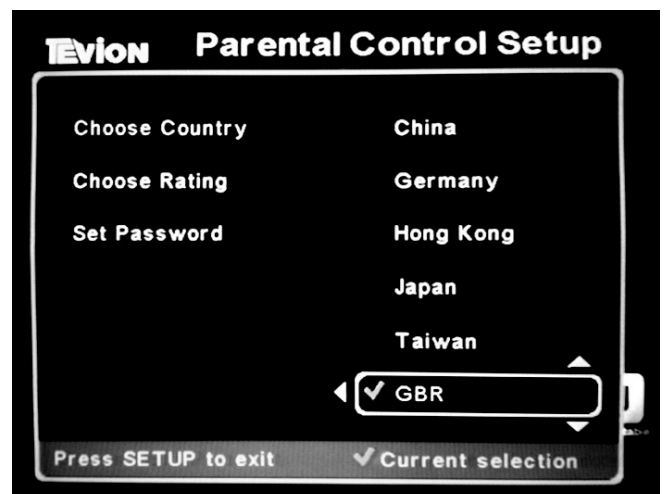 TEVION Parental Control Setup
Choose Country
Choose Rating
Set Password
China
Germany
Hong Kong
Japan
Taiwan
GBR
Press SETUP to exit
Current selection